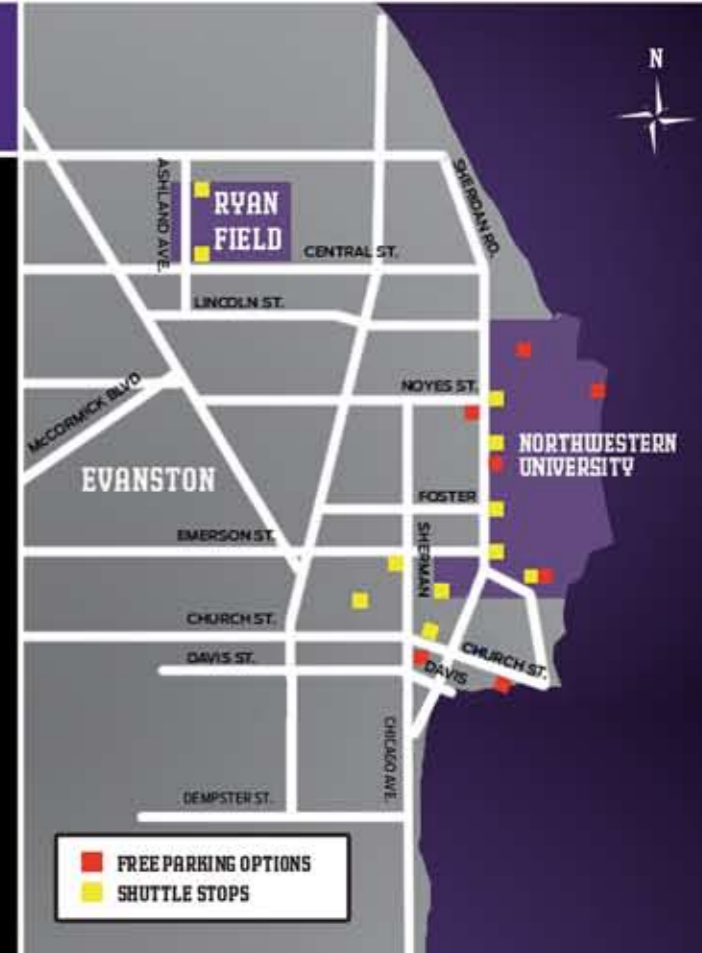 N
ASHLAND AVE.
RYAN
FIELD
SHERIDAN RD.
CENTRAL ST.
LINCOLN ST.
NOYES ST.
McCORMICK BLVD
EVANSTON
NORTHWESTERN
UNIVERSITY
FOSTER
EMERSON ST.
SHERMAN
CHURCH ST.
CHURCH ST.
DAVIS ST.
DAVIS
CHICAGO AVE.
DEMPSTER ST.
FREE PARKING OPTIONS
SHUTTLE STOPS